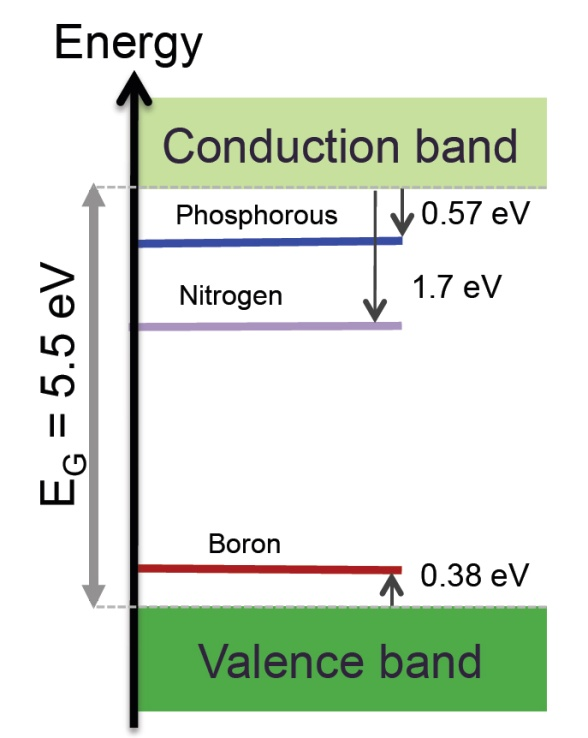 Energy
Conduction band
Phosphorous
0.57 eV
Nitrogen
1.7 eV
E_G = 5.5 eV
Boron
0.38 eV
Valence band